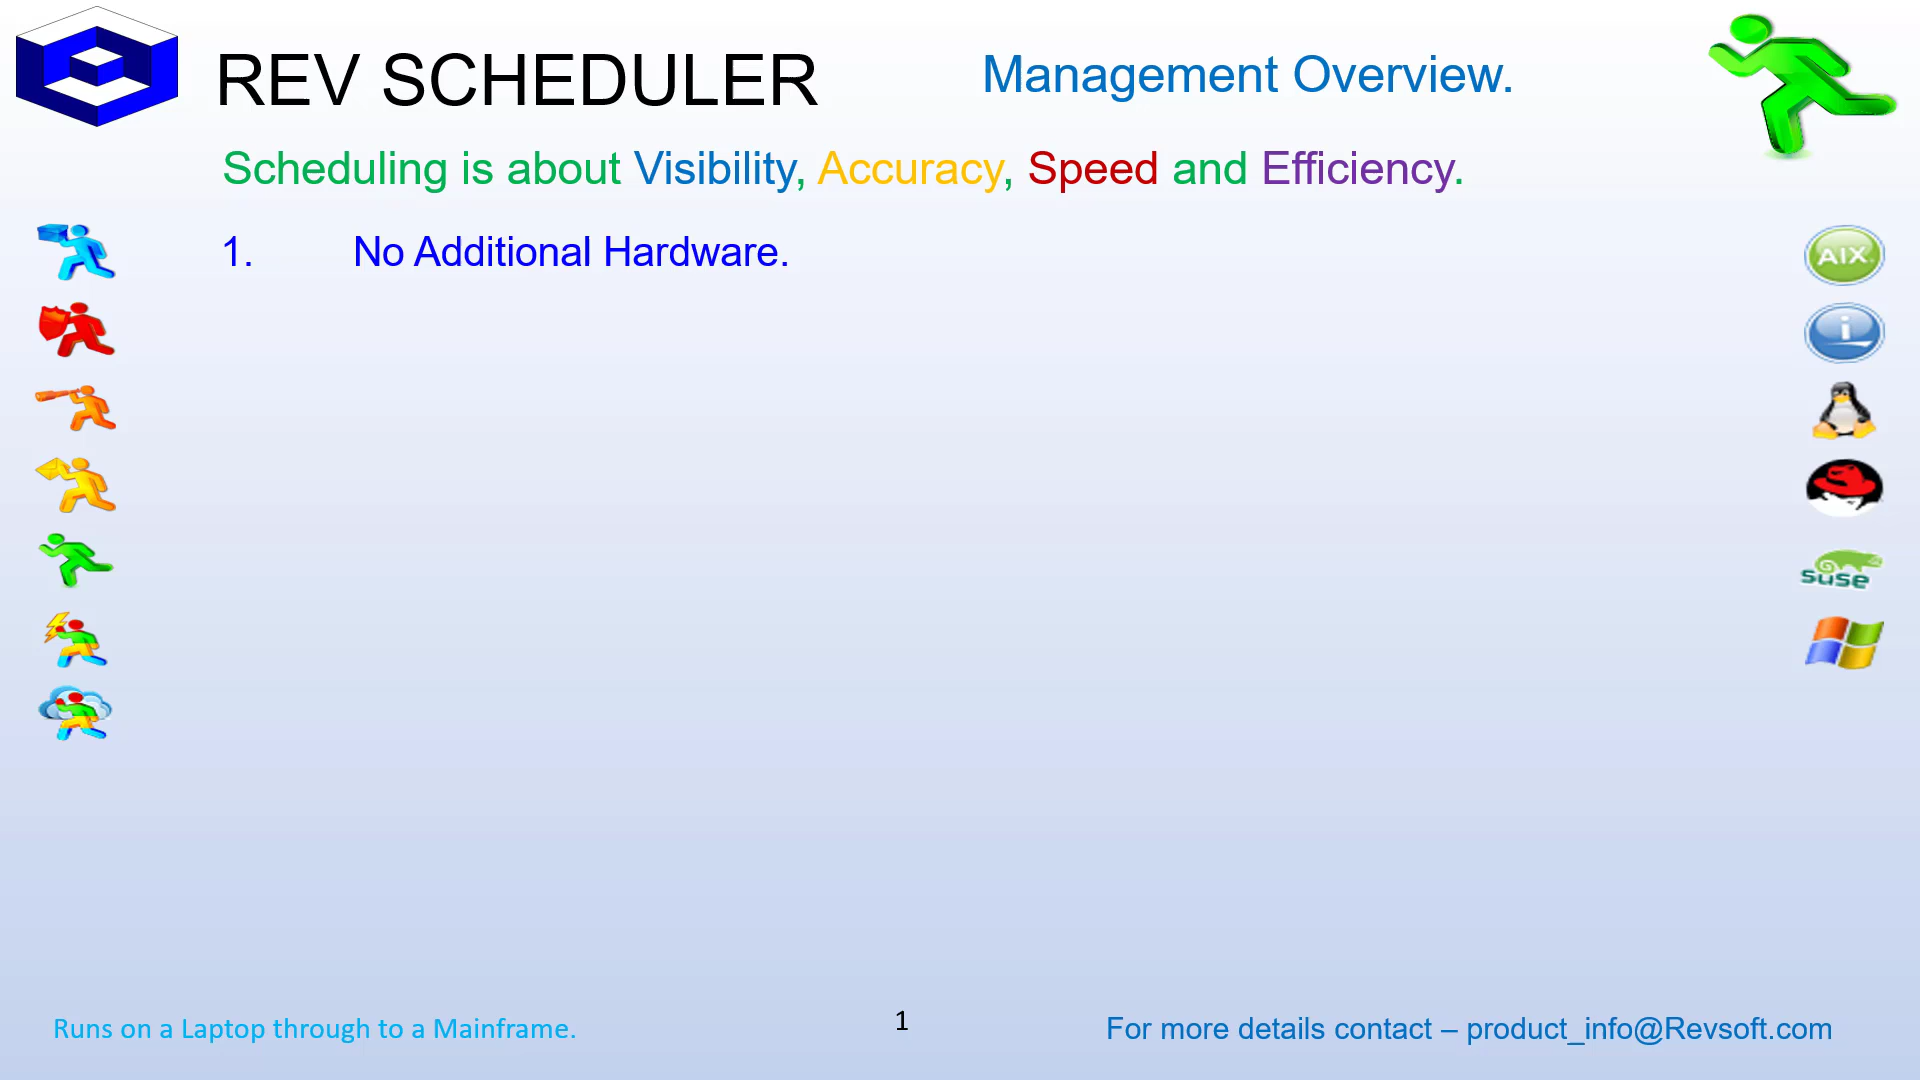 REV SCHEDULER
Management Overview.
Scheduling is about Visibility, Accuracy, Speed and Efficiency.
1. No Additional Hardware.
AIX
i
SUSE
Runs on a Laptop through to a Mainframe.
1
For more details contact – product_info@Revsoft.com